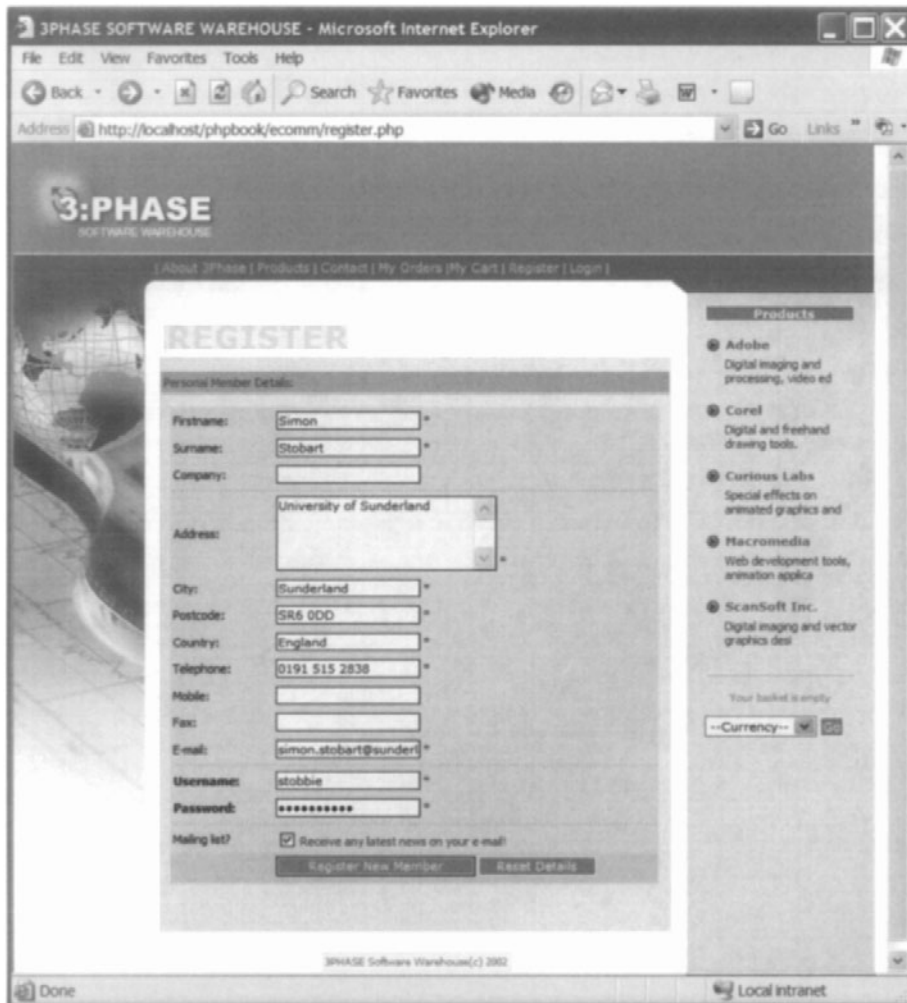 3PHASE SOFTWARE WAREHOUSE - Microsoft Internet Explorer
File Edit View Favorites Tools Help
Back Search Favorites Media
Address http://localhost/phpbook/ecomm/register.php Go Links »
3:PHASE
SOFTWARE WAREHOUSE
| About 3Phase | Products | Contact | My Orders |My Cart | Register | Login |
REGISTER
Personal Member Details:
Firstname: Simon *
Surname: Stobart *
Company:
Address: University of Sunderland *
City: Sunderland *
Postcode: SR6 0DD *
Country: England *
Telephone: 0191 515 2838 *
Mobile:
Fax:
E-mail: simon.stobart@sunderl *
Username: stobbie *
Password: •••••••••• *
Mailing list? Receive any latest news on your e-mail!
Register New Member Reset Details
Products
Adobe
Digital imaging and
processing, video ed
Corel
Digital and freehand
drawing tools.
Curious Labs
Special effects on
animated graphics and
Macromedia
Web development tools,
animation applica
ScanSoft Inc.
Digital imaging and vector
graphics desi
Your basket is empty
--Currency-- GO
3PHASE Software Warehouse(c) 2002
Done Local intranet